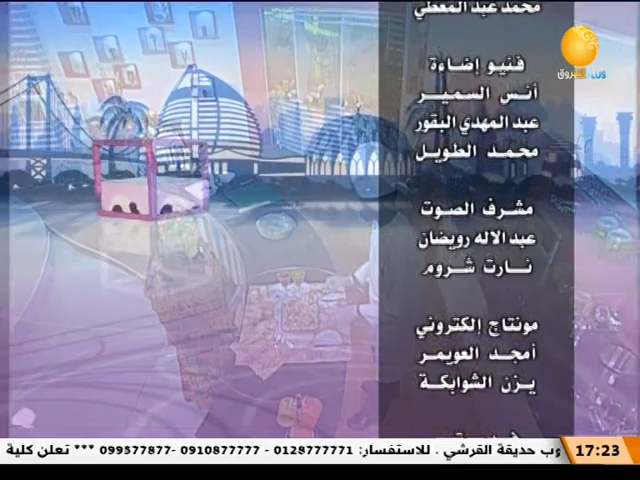 محمد عبد المعطي
الشروق PLUS
فنيو إضاءة
أنس السمير
عبد المهدي البقور
محمد الطويل
مشرف الصوت
عبد الاله رويضان
نارت شروم
مونتاج إلكتروني
أمجد العويمر
يزن الشوابكة
وب حديقة القرشي . للاستفسار: 0128777771 - 0910877777 -099577877 *** تعلن كلية
17:23